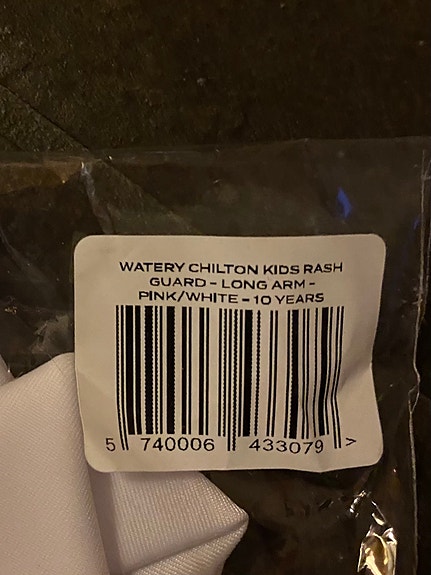 WATERY CHILTON KIDS RASH
GUARD - LONG ARM -
PINK/WHITE - 10 YEARS
5 740006 433079 >